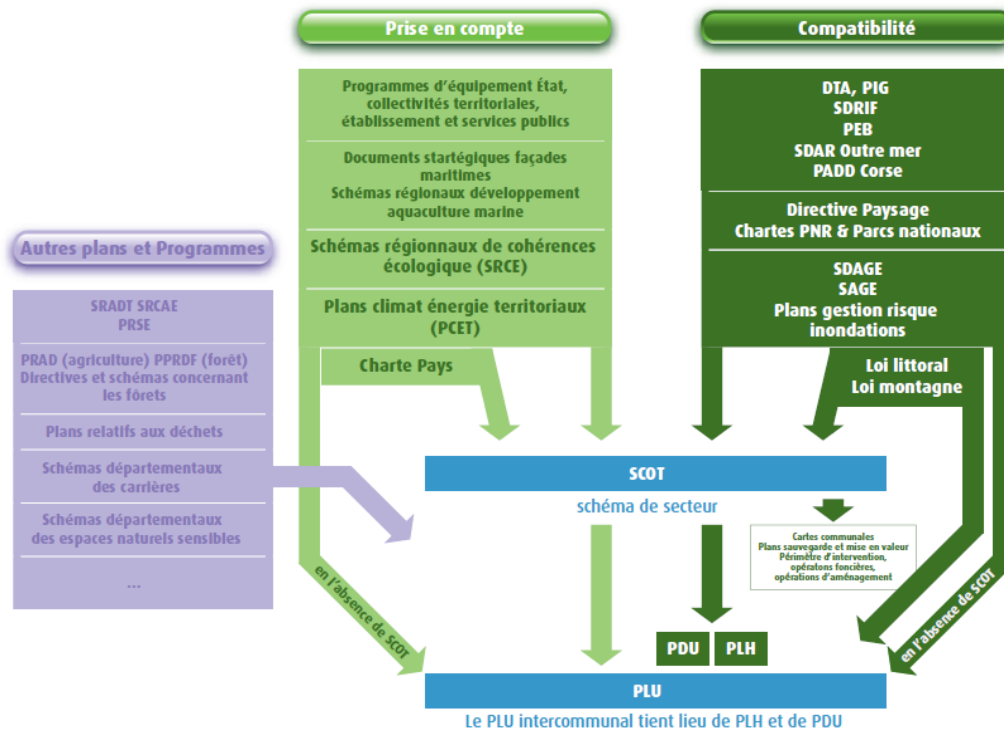 Prise en compte
Programmes d'équipement État,
collectivités territoriales,
établissement et services publics
Documents startégiques façades
maritimes
Schémas régionaux développement
aquaculture marine
Schémas régionnaux de cohérences
écologique (SRCE)
Plans climat énergie territoriaux
(PCET)
Charte Pays
Compatibilité
DTA, PIG
SDRIF
PEB
SDAR Outre mer
PADD Corse
Directive Paysage
Chartes PNR & Parcs nationaux
SDAGE
SAGE
Plans gestion risque
inondations
Loi littoral
Loi montagne
Autres plans et Programmes
SRADT SRCAE
PRSE
PRAD (agriculture) PPRDF (forêt)
Directives et schémas concernant
les fôrets
Plans relatifs aux déchets
Schémas départementaux
des carrières
Schémas départementaux
des espaces naturels sensibles
...
SCOT
schéma de secteur
Cartes communales
Plans sauvegarde et mise en valeur
Périmètre d'intervention,
opératons foncières,
opérations d'aménagement
en l'absence de SCOT
en l'absence de SCOT
PDU
PLH
PLU
Le PLU intercommunal tient lieu de PLH et de PDU